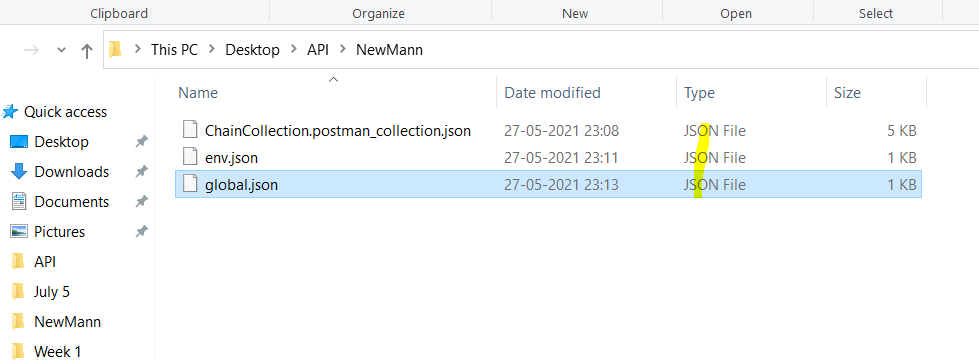 Clipboard Organize New Open Select
This PC > Desktop > API > NewMann
Name Date modified Type Size
Quick access
ChainCollection.postman_collection.json 27-05-2021 23:08 JSON File 5 KB
Desktop
env.json 27-05-2021 23:11 JSON File 1 KB
Downloads
global.json 27-05-2021 23:13 JSON File 1 KB
Documents
Pictures
API
July 5
NewMann
Week 1